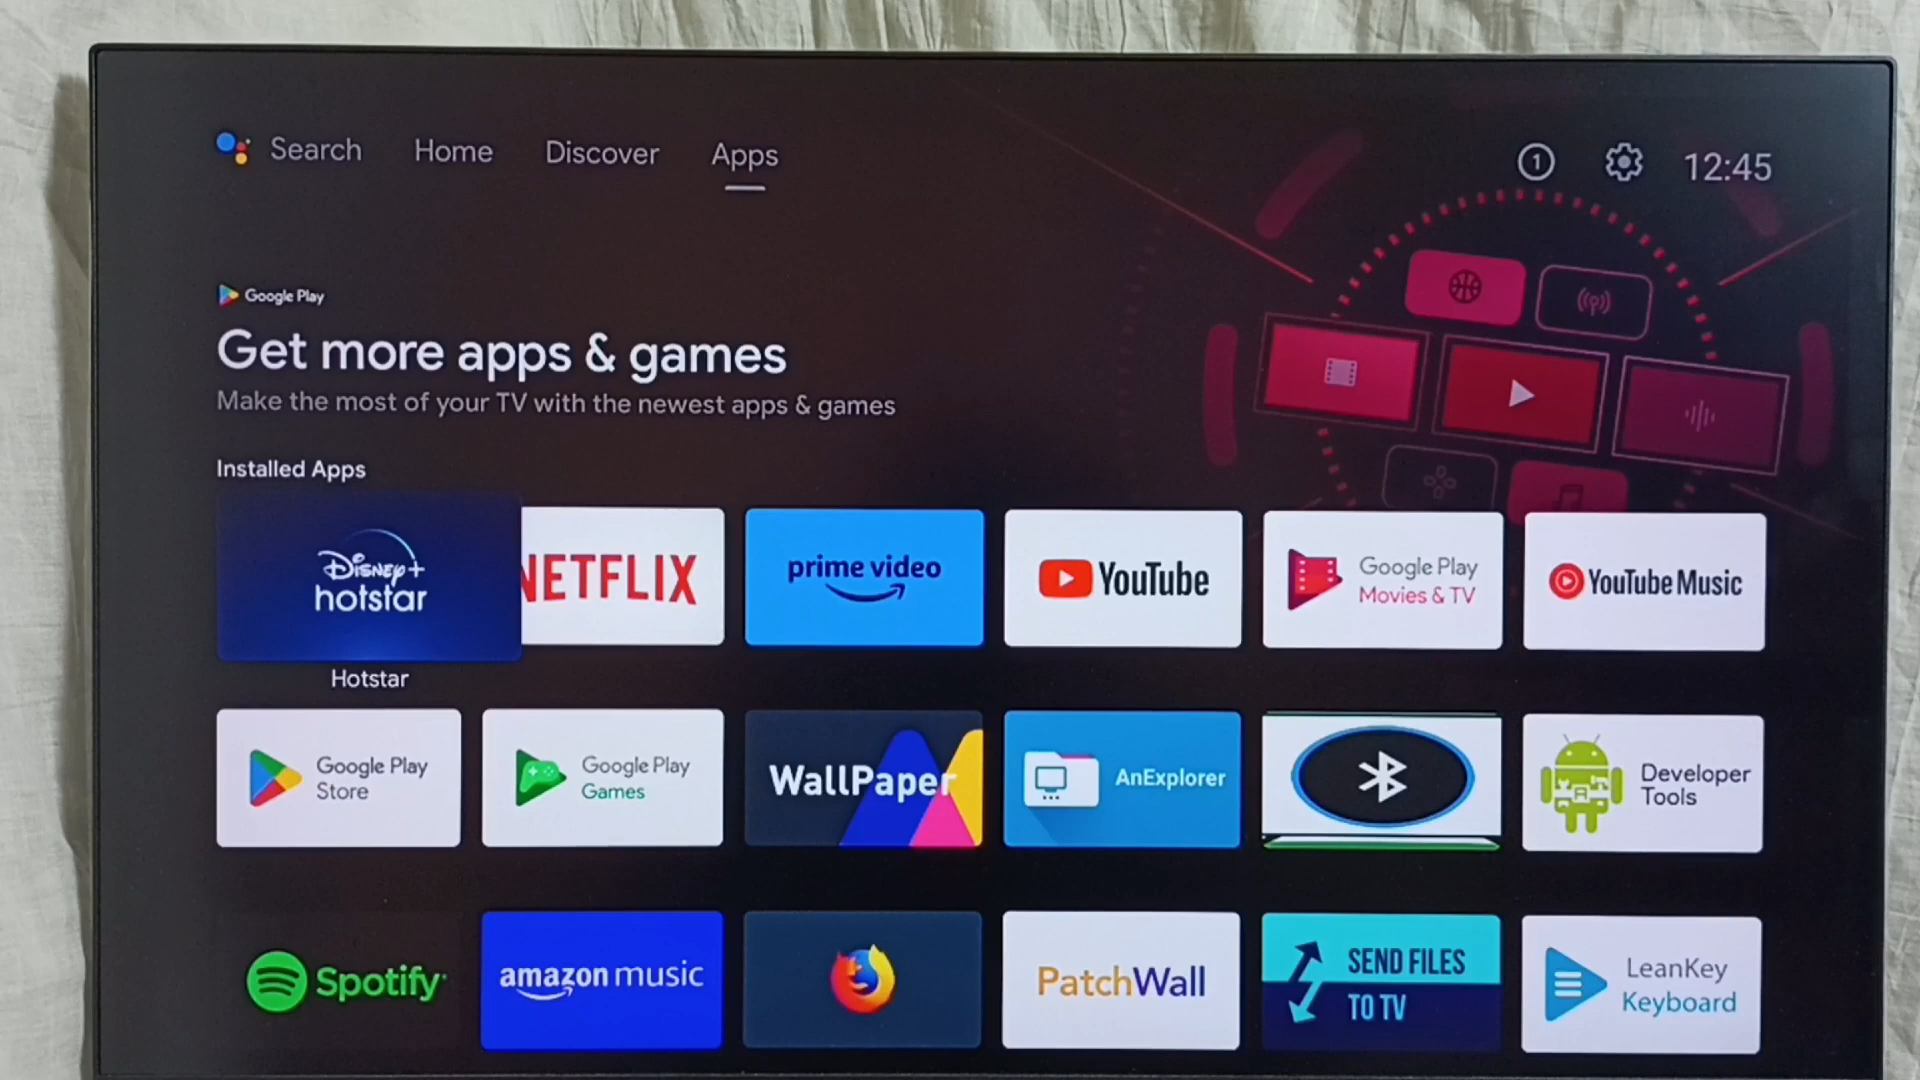 Search Home Discover Apps
1 12:45
Google Play
Get more apps & games
Make the most of your TV with the newest apps & games
Installed Apps
Disney+
hotstar
NETFLIX
prime video
YouTube
Google Play
Movies & TV
YouTube Music
Hotstar
Google Play
Store
Google Play
Games
WallPaper
AnExplorer
Developer
Tools
Spotify
amazon music
PatchWall
SEND FILES
TO TV
LeanKey
Keyboard